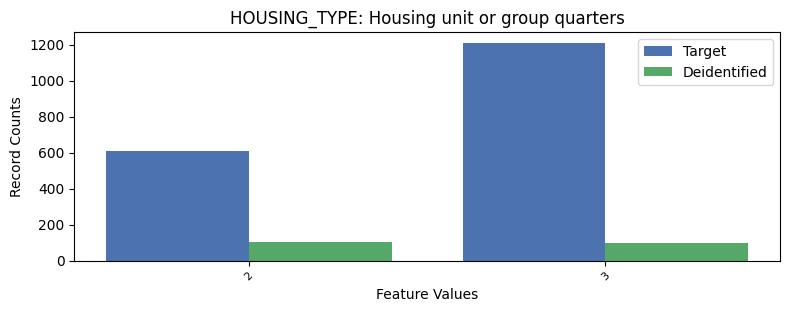 HOUSING_TYPE: Housing unit or group quarters
Target
Deidentified
Record Counts
1200
1000
800
600
400
200
0
2
3
Feature Values